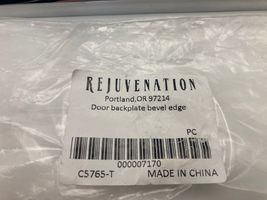 REJUVENATION
Portland,OR 97214
Door backplate bevel edge
PC
000007170
C5765-T MADE IN CHINA